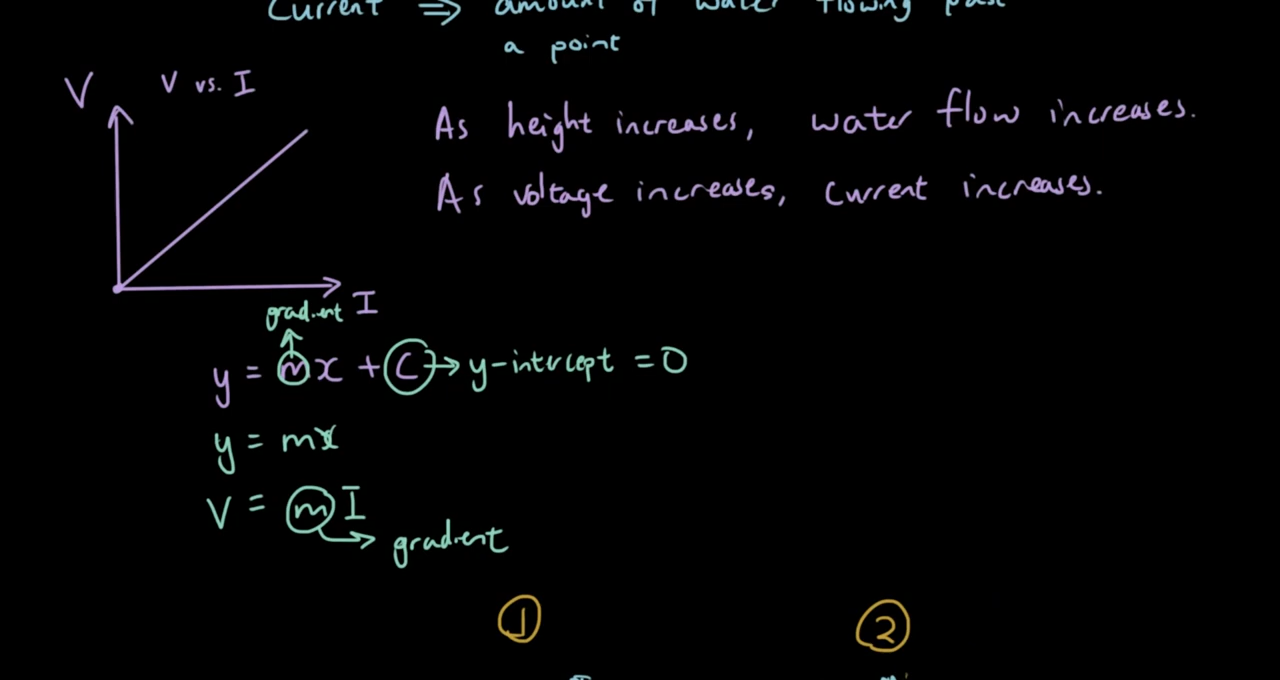 Current ⇒ amount of water flowing past
a point
V
V vs. I
As height increases, water flow increases.
As voltage increases, current increases.
I
gradient
y = mx + c → y-intercept = 0
y = mx
V = m I
→ gradient
1
2